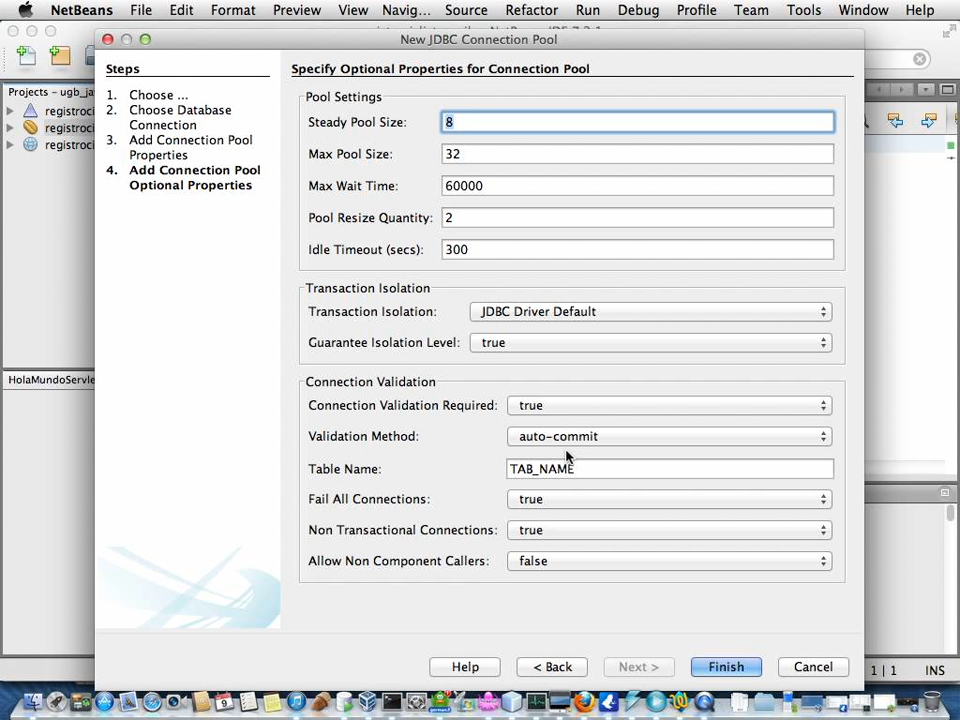 NetBeans File Edit Format Preview View Navig... Source Refactor Run Debug Profile Team Tools Window Help
New JDBC Connection Pool
Steps
1. Choose ...
2. Choose Database
Connection
3. Add Connection Pool
Properties
4. Add Connection Pool
Optional Properties
Specify Optional Properties for Connection Pool
Pool Settings
Steady Pool Size: 8
Max Pool Size: 32
Max Wait Time: 60000
Pool Resize Quantity: 2
Idle Timeout (secs): 300
Transaction Isolation
Transaction Isolation: JDBC Driver Default
Guarantee Isolation Level: true
Connection Validation
Connection Validation Required: true
Validation Method: auto-commit
Table Name: TAB_NAME
Fail All Connections: true
Non Transactional Connections: true
Allow Non Component Callers: false
Help < Back Next > Finish Cancel
Projects – ugb_ja
registroci
registroci
registroci
HolaMundoServle
1 | 1 INS